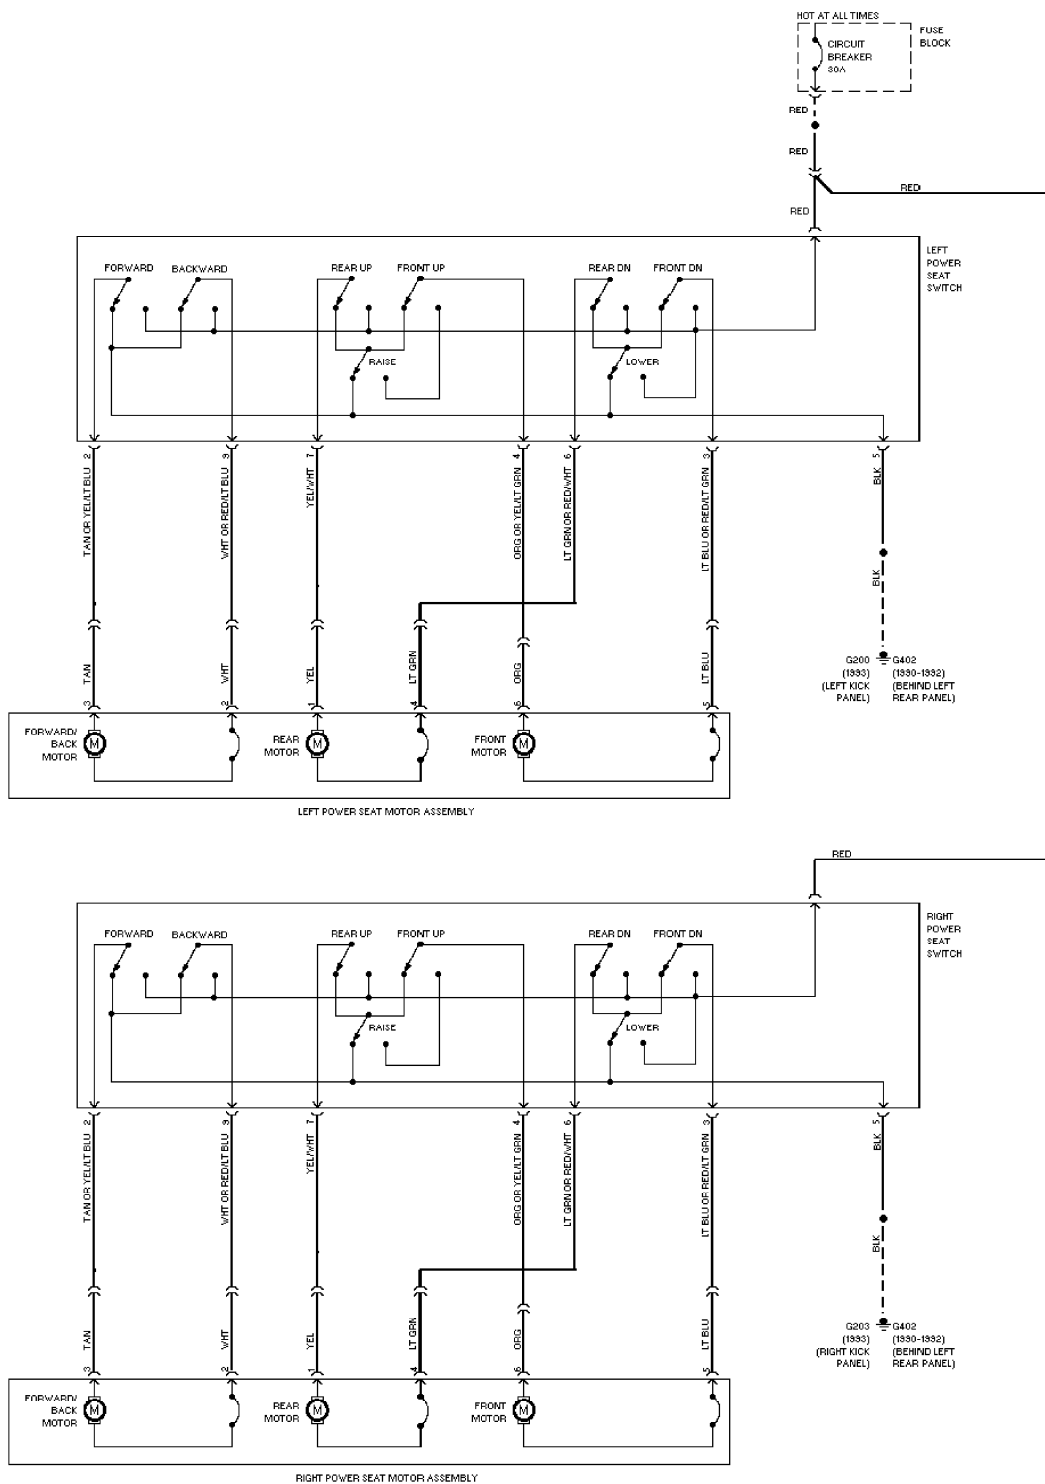 HOT AT ALL TIMES
FUSE
BLOCK
CIRCUIT
BREAKER
30A
RED
RED
RED
RED
LEFT
POWER
SEAT
SWITCH
FORWARD
BACKWARD
REAR UP
FRONT UP
REAR DN
FRONT DN
RAISE
LOWER
2
9
7
4
6
3
5
TAN OR YEL/LT BLU
WHT OR RED/LT BLU
YEL/WHT
ORG OR YEL/LT GRN
LT GRN OR RED/WHT
LT BLU OR RED/LT GRN
BLK
BLK
TAN
WHT
YEL
LT GRN
ORG
LT BLU
G200
(1993)
(LEFT KICK
PANEL)
G402
(1990-1992)
(BEHIND LEFT
REAR PANEL)
3
2
1
4
6
5
FORWARD/
BACK
MOTOR
M
REAR
MOTOR
M
FRONT
MOTOR
M
LEFT POWER SEAT MOTOR ASSEMBLY
RED
RIGHT
POWER
SEAT
SWITCH
FORWARD
BACKWARD
REAR UP
FRONT UP
REAR DN
FRONT DN
RAISE
LOWER
2
9
7
4
6
3
5
TAN OR YEL/LT BLU
WHT OR RED/LT BLU
YEL/WHT
ORG OR YEL/LT GRN
LT GRN OR RED/WHT
LT BLU OR RED/LT GRN
BLK
BLK
TAN
WHT
YEL
LT GRN
ORG
LT BLU
G203
(1993)
(RIGHT KICK
PANEL)
G402
(1990-1992)
(BEHIND LEFT
REAR PANEL)
3
2
1
4
6
5
FORWARD/
BACK
MOTOR
M
REAR
MOTOR
M
FRONT
MOTOR
M
RIGHT POWER SEAT MOTOR ASSEMBLY